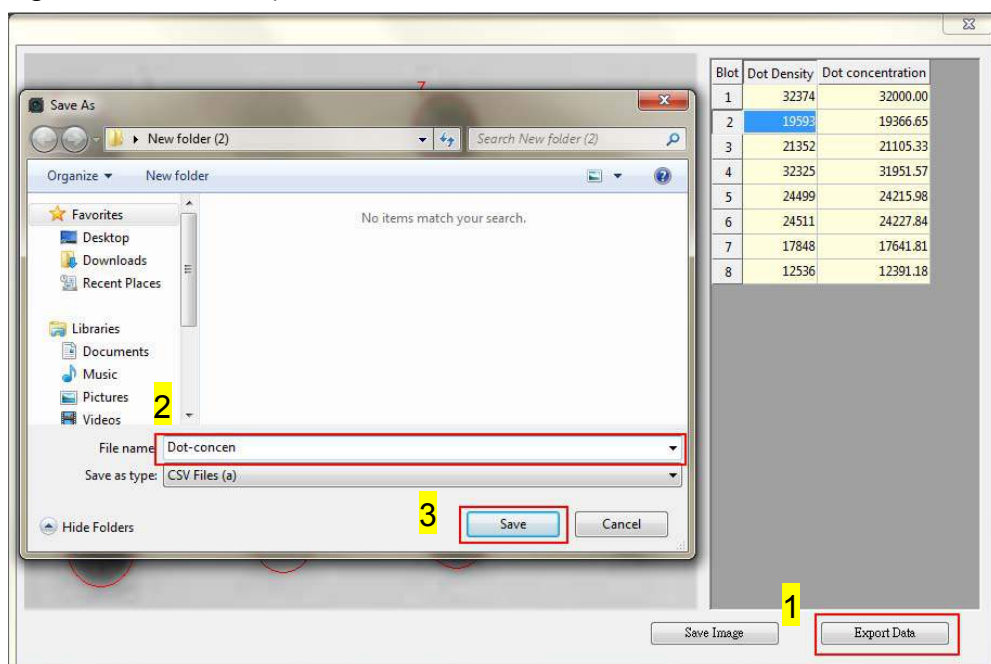 7
Blot Dot Density Dot concentration
1 32374 32000.00
2 19593 19366.65
3 21352 21105.33
4 32325 31951.57
5 24499 24215.98
6 24511 24227.84
7 17848 17641.81
8 12536 12391.18
Save As
New folder (2)
Search New folder (2)
Organize New folder
Favorites
Desktop
Downloads
Recent Places
Libraries
Documents
Music
Pictures
Videos
No items match your search.
2
File name: Dot-concen
Save as type: CSV Files (a)
Hide Folders
3
Save Cancel
1
Save Image Export Data